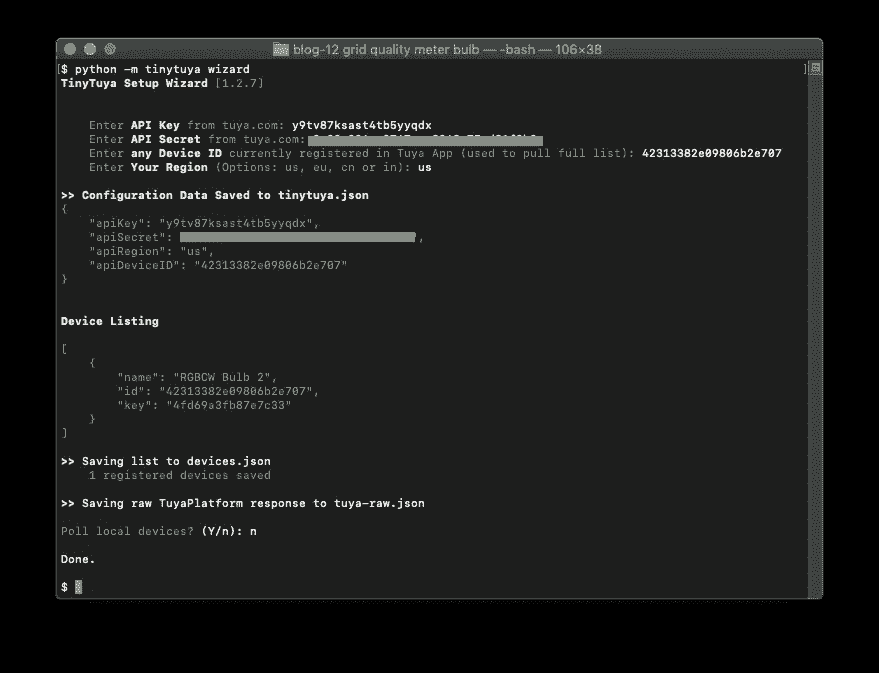 blog-12 grid quality meter bulb — -bash — 106×38
[$ python -m tinytuya wizard ]
TinyTuya Setup Wizard [1.2.7]
Enter API Key from tuya.com: y9tv87ksast4tb5yyqdx
Enter API Secret from tuya.com:
Enter any Device ID currently registered in Tuya App (used to pull full list): 42313382e09806b2e707
Enter Your Region (Options: us, eu, cn or in): us
>> Configuration Data Saved to tinytuya.json
{
"apiKey": "y9tv87ksast4tb5yyqdx",
"apiSecret": ,
"apiRegion": "us",
"apiDeviceID": "42313382e09806b2e707"
}
Device Listing
[
{
"name": "RGBCW Bulb 2",
"id": "42313382e09806b2e707",
"key": "4fd69a3fb87e7c33"
}
]
>> Saving list to devices.json
1 registered devices saved
>> Saving raw TuyaPlatform response to tuya-raw.json
Poll local devices? (Y/n): n
Done.
$